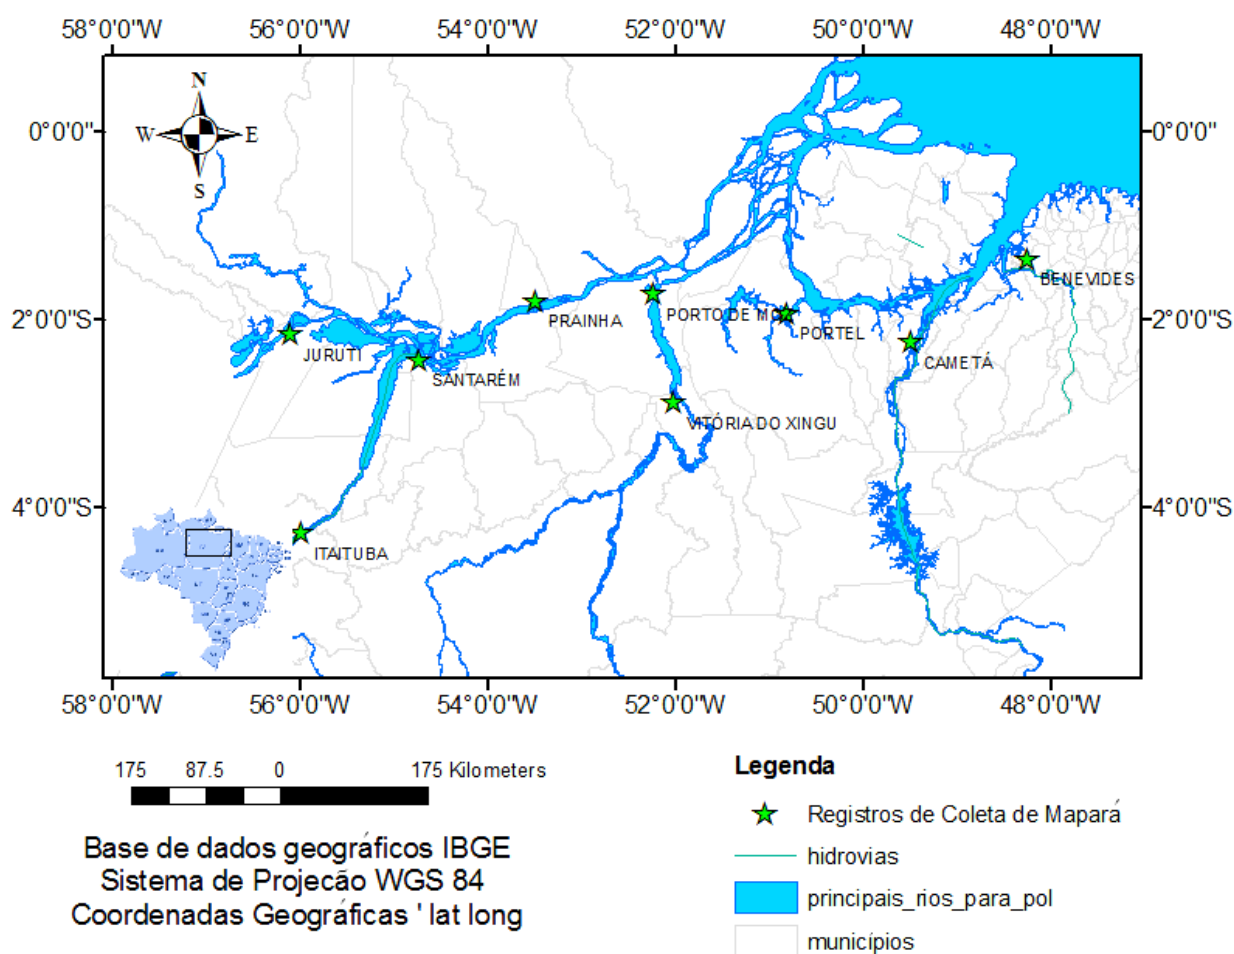 58°0'0"W 56°0'0"W 54°0'0"W 52°0'0"W 50°0'0"W 48°0'0"W
N
W E
S
0°0'0" 0°0'0"
BENEVIDES
PRAINHA
PORTO DE MOZ
2°0'0"S 2°0'0"S
PORTEL
JURUTI
CAMETÁ
SANTARÉM
VITÓRIA DO XINGU
4°0'0"S 4°0'0"S
ITAITUBA
58°0'0"W 56°0'0"W 54°0'0"W 52°0'0"W 50°0'0"W 48°0'0"W
175 87.5 0 175 Kilometers
Base de dados geográficos IBGE
Sistema de Projecão WGS 84
Coordenadas Geográficas ' lat long
Legenda
Registros de Coleta de Mapará
hidrovias
principais_rios_para_pol
municípios